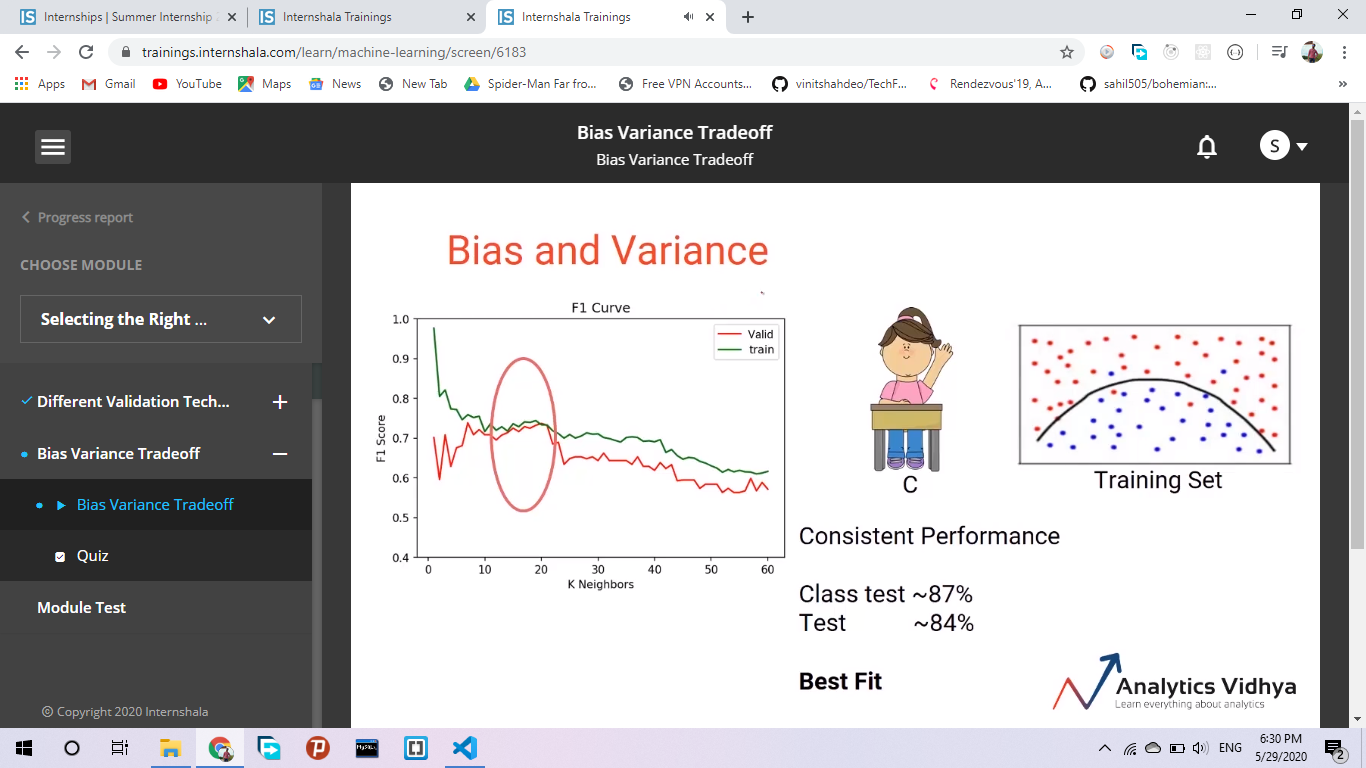 Internships | Summer Internship
Internshala Trainings
Internshala Trainings
trainings.internshala.com/learn/machine-learning/screen/6183
Apps
Gmail
YouTube
Maps
News
New Tab
Spider-Man Far fro...
Free VPN Accounts...
vinitshahdeo/TechF...
Rendezvous'19, A...
sahil505/bohemian:...
»
Bias Variance Tradeoff
Bias Variance Tradeoff
S
Progress report
CHOOSE MODULE
Selecting the Right ...
Different Validation Tech...
Bias Variance Tradeoff
Bias Variance Tradeoff
Quiz
Module Test
© Copyright 2020 Internshala
Bias and Variance
F1 Curve
Valid
train
F1 Score
1.0
0.9
0.8
0.7
0.6
0.5
0.4
0 10 20 30 40 50 60
K Neighbors
C
Training Set
Consistent Performance
Class test ~87%
Test ~84%
Best Fit
Analytics Vidhya
Learn everything about analytics
MySQL
ENG
6:30 PM
5/29/2020
2